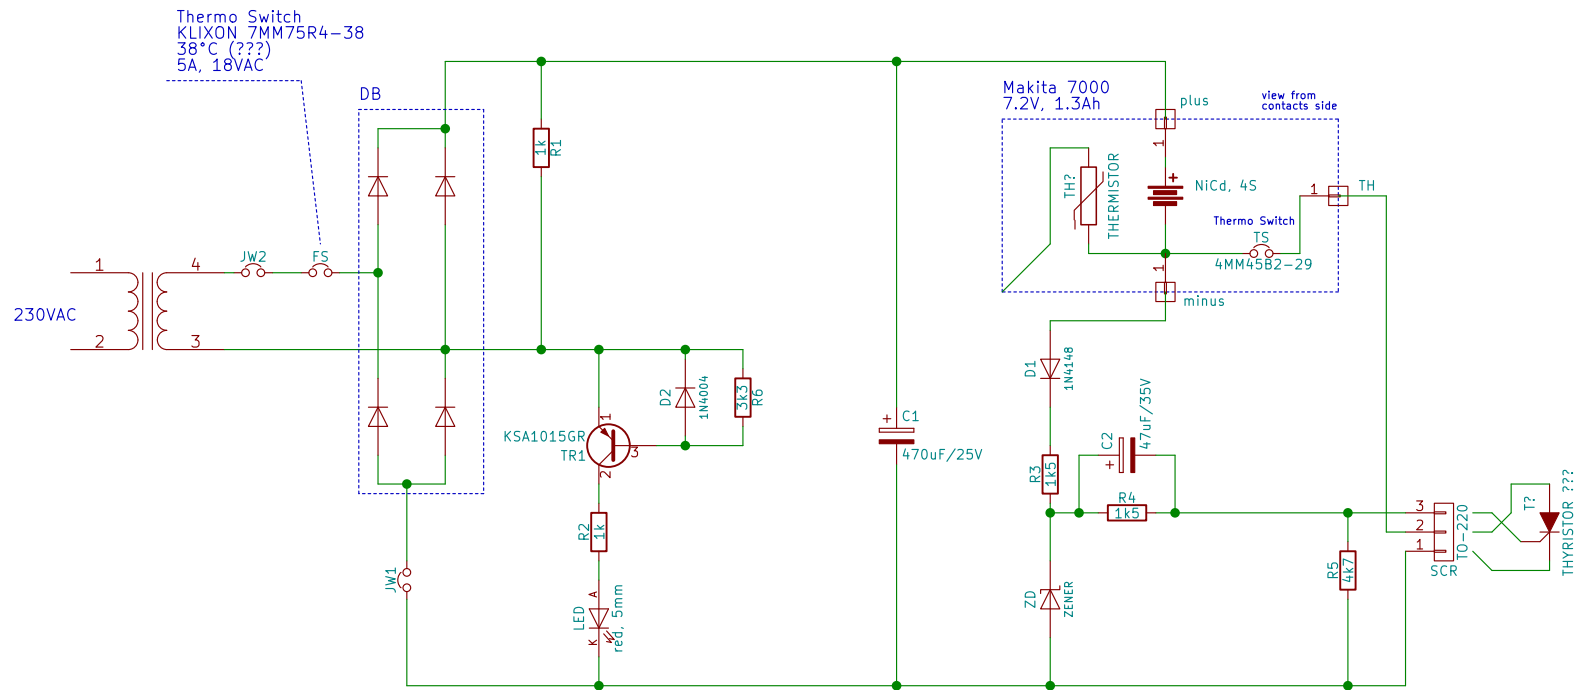 Thermo Switch
KLIXON 7MM75R4-38
38°C (???)
5A, 18VAC
DB
Makita 7000
7.2V, 1.3Ah
view from
contacts side
plus
1
1k
R1
TH?
THERMISTOR
NiCd, 4S
1
TH
Thermo Switch
TS
4MM45B2-29
1
minus
1
4
JW2
FS
230VAC
2
3
D1
1N4148
D2
1N4004
3k3
R6
KSA1015GR
TR1
1
3
2
C1
470uF/25V
C2
47uF/35V
R3
1k5
R4
1k5
R2
1k
JW1
A
LED
K
red, 5mm
ZD
ZENER
R5
4k7
3
2
1
TO-220
SCR
T?
THYRISTOR ???